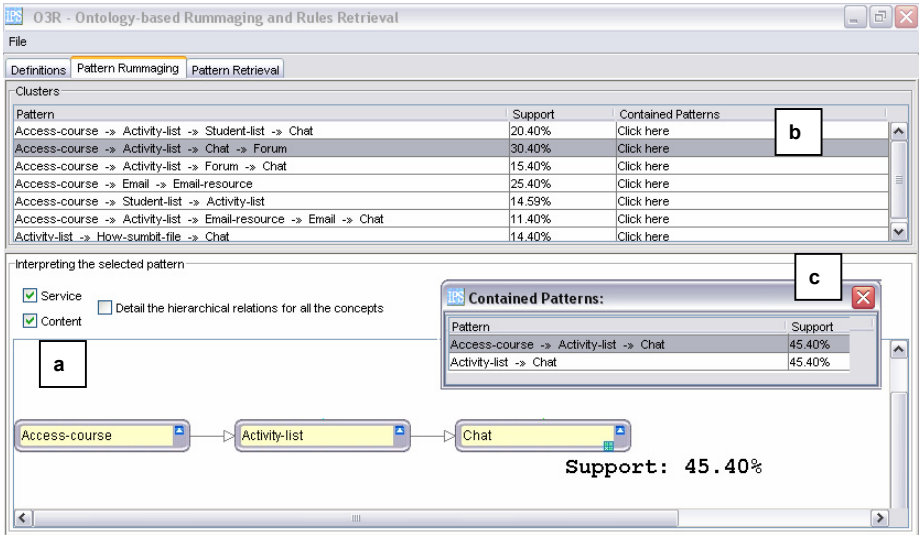 IPS O3R - Ontology-based Rummaging and Rules Retrieval
File
Definitions Pattern Rummaging Pattern Retrieval
Clusters
Pattern Support Contained Patterns
Access-course -» Activity-list -» Student-list -» Chat 20.40% Click here
Access-course -» Activity-list -» Chat -» Forum 30.40% Click here
Access-course -» Activity-list -» Forum -» Chat 15.40% Click here
Access-course -» Email -» Email-resource 25.40% Click here
Access-course -» Student-list -» Activity-list 14.59% Click here
Access-course -» Activity-list -» Email-resource -» Email -» Chat 11.40% Click here
Activity-list -» How-sumbit-file -» Chat 14.40% Click here
b
Interpreting the selected pattern
Service
Detail the hierarchical relations for all the concepts
Content
a
c
IPS Contained Patterns:
Pattern Support
Access-course -» Activity-list -» Chat 45.40%
Activity-list -» Chat 45.40%
Access-course Activity-list Chat
Support: 45.40%